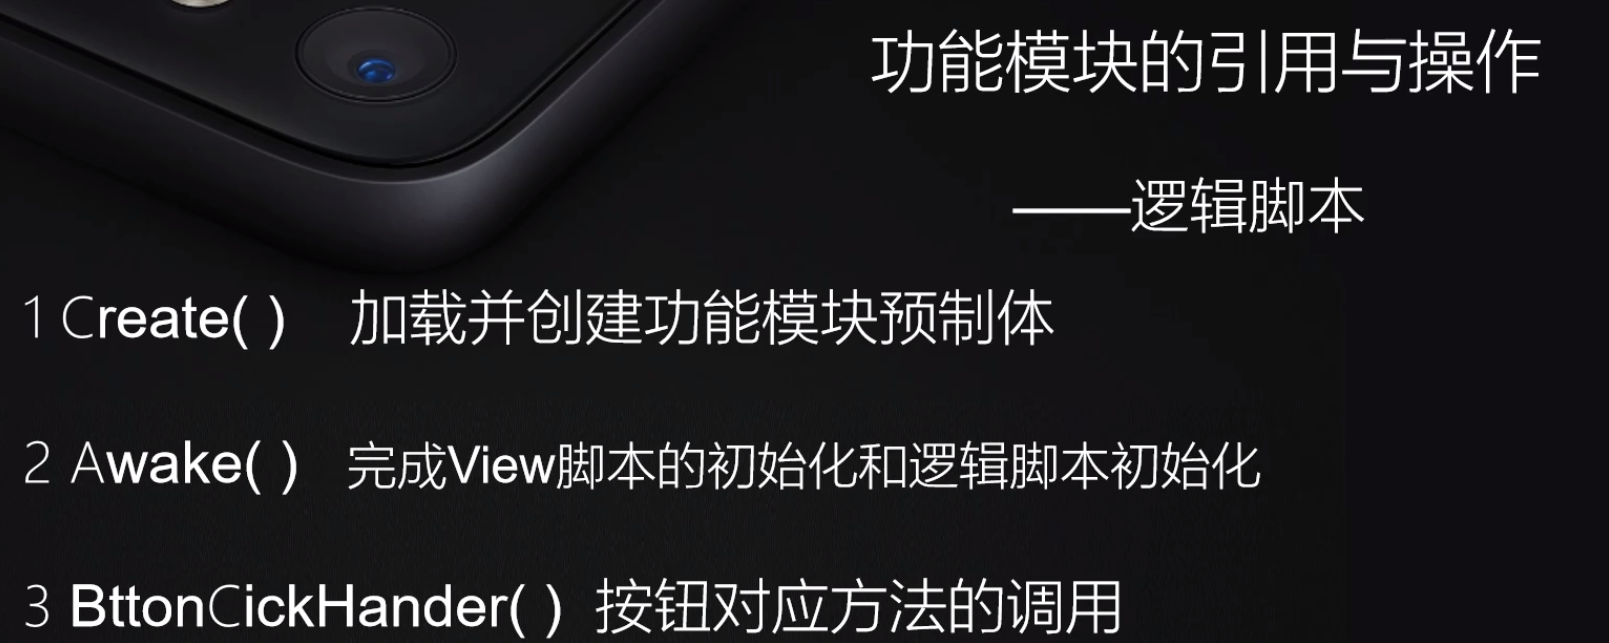 功能模块的引用与操作
——逻辑脚本
1 Create( ) 加载并创建功能模块预制体
2 Awake( ) 完成View脚本的初始化和逻辑脚本初始化
3 BttonCickHander( ) 按钮对应方法的调用